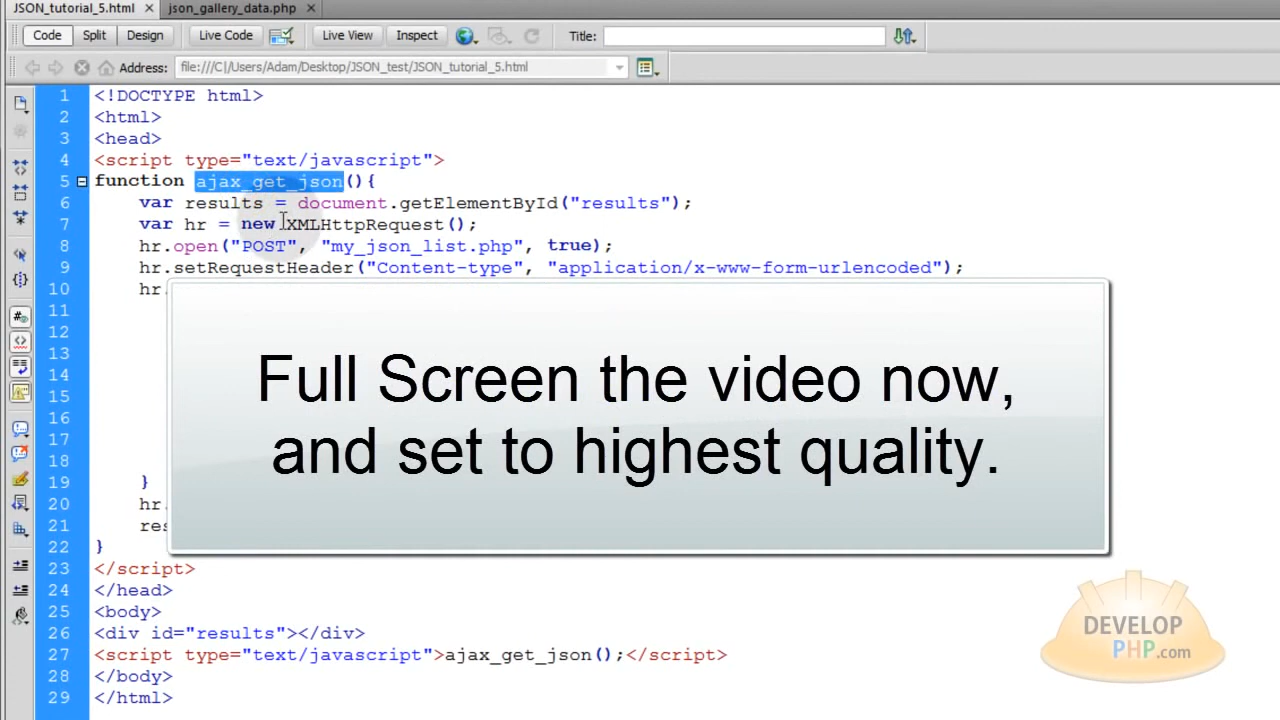 JSON_tutorial_5.html × json_gallery_data.php ×
Code Split Design Live Code Live View Inspect Title:
Address: file:///C|/Users/Adam/Desktop/JSON_test/JSON_tutorial_5.html
1 <!DOCTYPE html>
2 <html>
3 <head>
4 <script type="text/javascript">
5 function ajax_get_json(){
6 var results = document.getElementById("results");
7 var hr = new XMLHttpRequest();
8 hr.open("POST", "my_json_list.php", true);
9 hr.setRequestHeader("Content-type", "application/x-www-form-urlencoded");
10 hr.
11
12
13
14
15
16
17
18
19 }
20 hr.
21 res
22 }
23 </script>
24 </head>
25 <body>
26 <div id="results"></div>
27 <script type="text/javascript">ajax_get_json();</script>
28 </body>
29 </html>
Full Screen the video now,
and set to highest quality.
DEVELOP
PHP.com